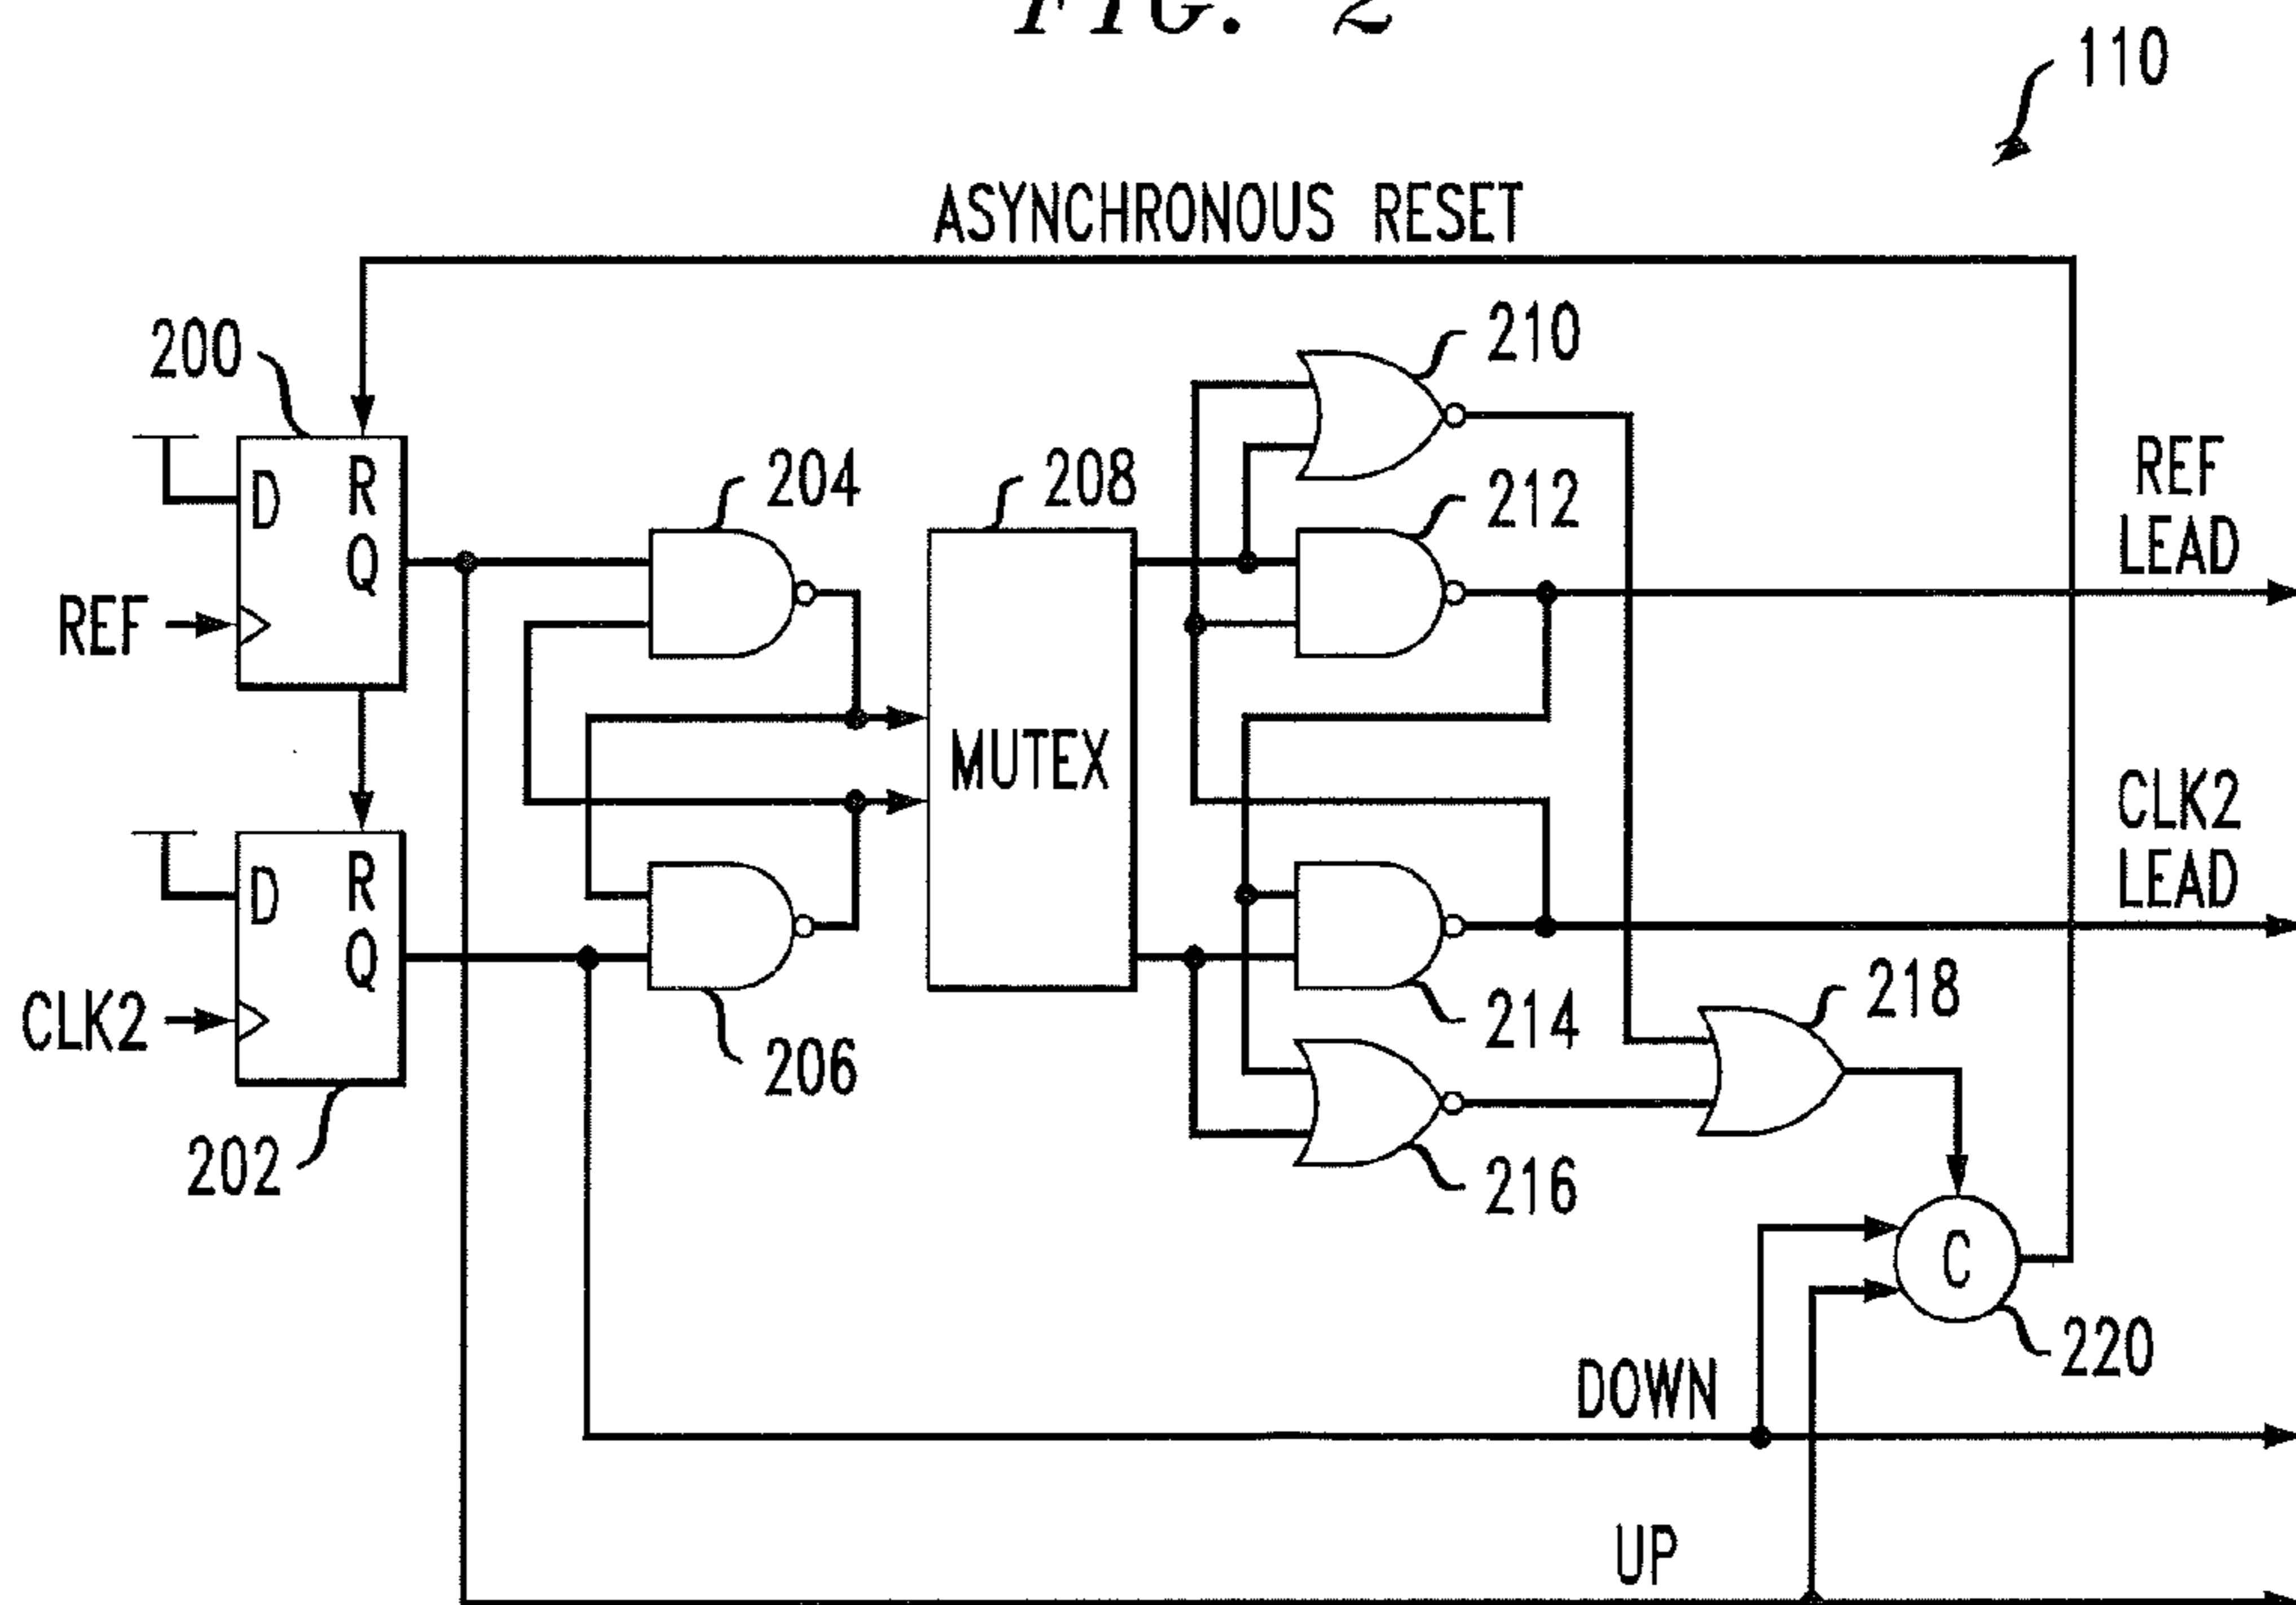 FIG. 2
110
ASYNCHRONOUS RESET
200
210
D
R
Q
REF
204
208
212
REF
LEAD
MUTEX
D
R
Q
CLK2
202
206
214
216
218
CLK2
LEAD
C
220
DOWN
UP